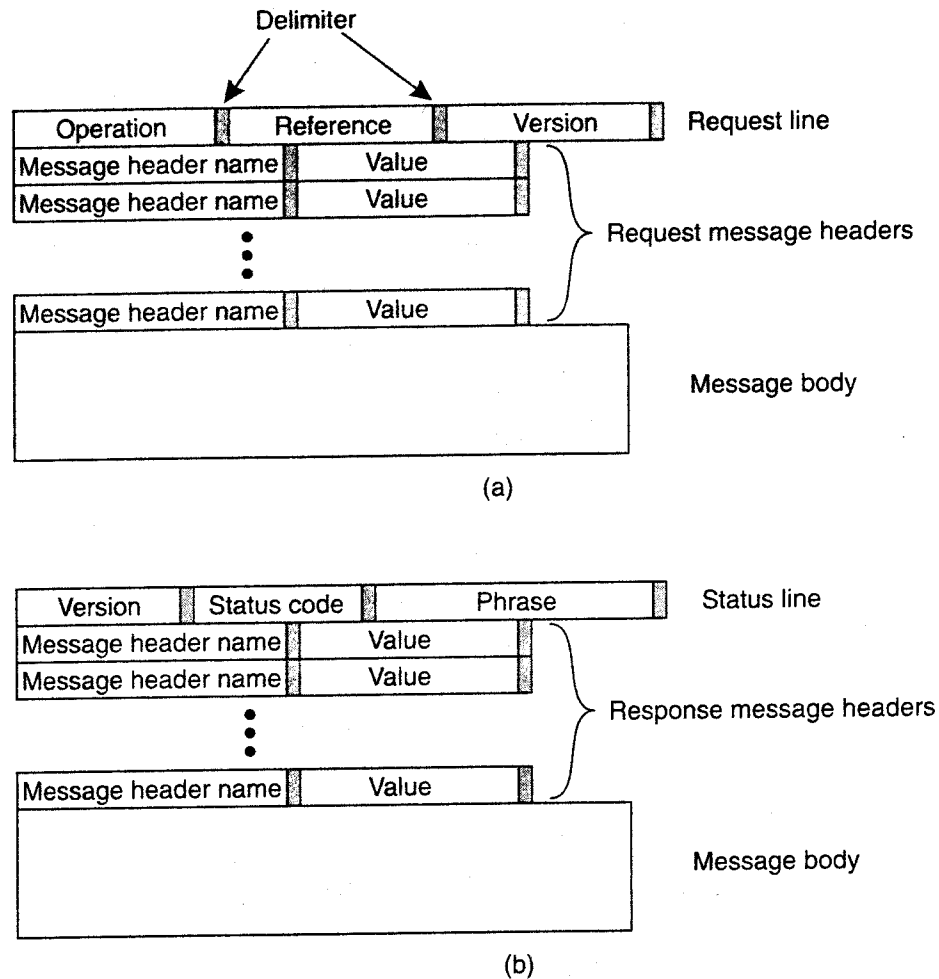 Delimiter
Operation Reference Version Request line
Message header name Value
Message header name Value
Request message headers
Message header name Value
Message body
(a)
Version Status code Phrase Status line
Message header name Value
Message header name Value
Response message headers
Message header name Value
Message body
(b)